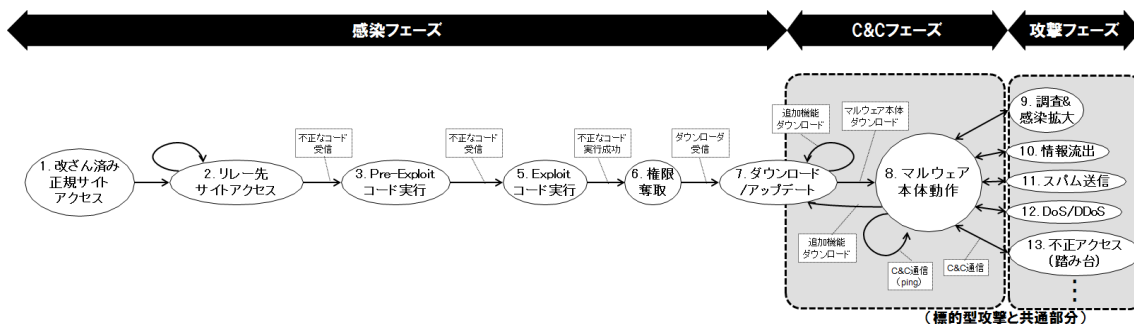 感染フェーズ
C&Cフェーズ
攻撃フェーズ
1. 改ざん済み
正規サイト
アクセス
2. リレー先
サイトアクセス
不正なコード
受信
3. Pre-Exploit
コード実行
不正なコード
受信
5. Exploit
コード実行
不正なコード
実行成功
6. 権限
奪取
ダウンローダ
受信
7. ダウンロード
/アップデート
追加機能
ダウンロード
マルウェア本体
ダウンロード
8. マルウェア
本体動作
追加機能
ダウンロード
C&C通信
(ping)
C&C通信
9. 調査&
感染拡大
10. 情報流出
11. スパム送信
12. DoS/DDoS
13. 不正アクセス
(踏み台)
(標的型攻撃と共通部分)